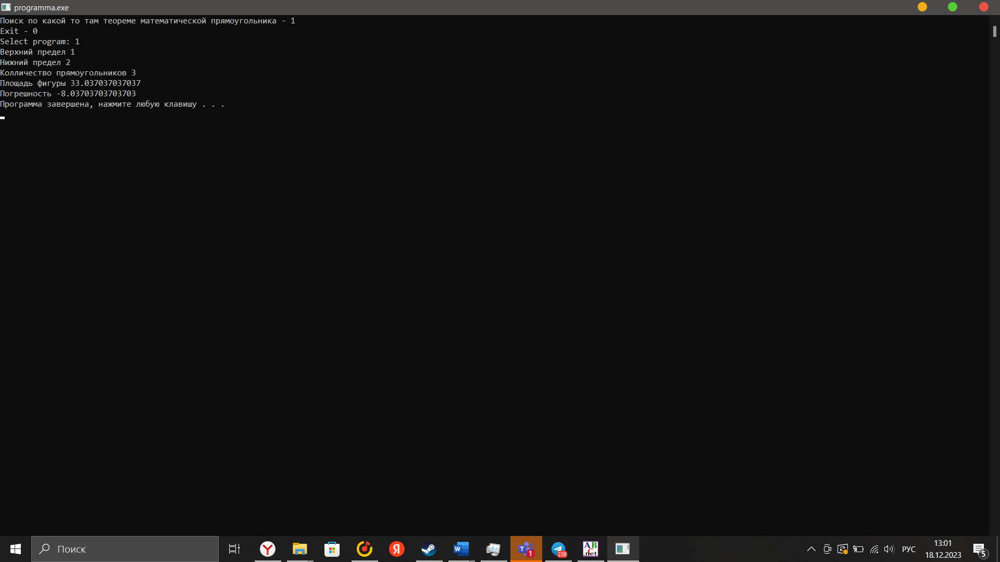 programma.exe
Поиск по какой то там теореме математической прямоугольника - 1
Exit - 0
Select program: 1
Верхний предел 1
Нижний предел 2
Колличество прямоугольников 3
Площадь фигуры 33.037037037037
Погрешность -8.03703703703703
Программа завершена, нажмите любую клавишу . . .
Поиск
Y
Я
W
T
1
238
ABC
.net
РУС
13:01
18.12.2023
5